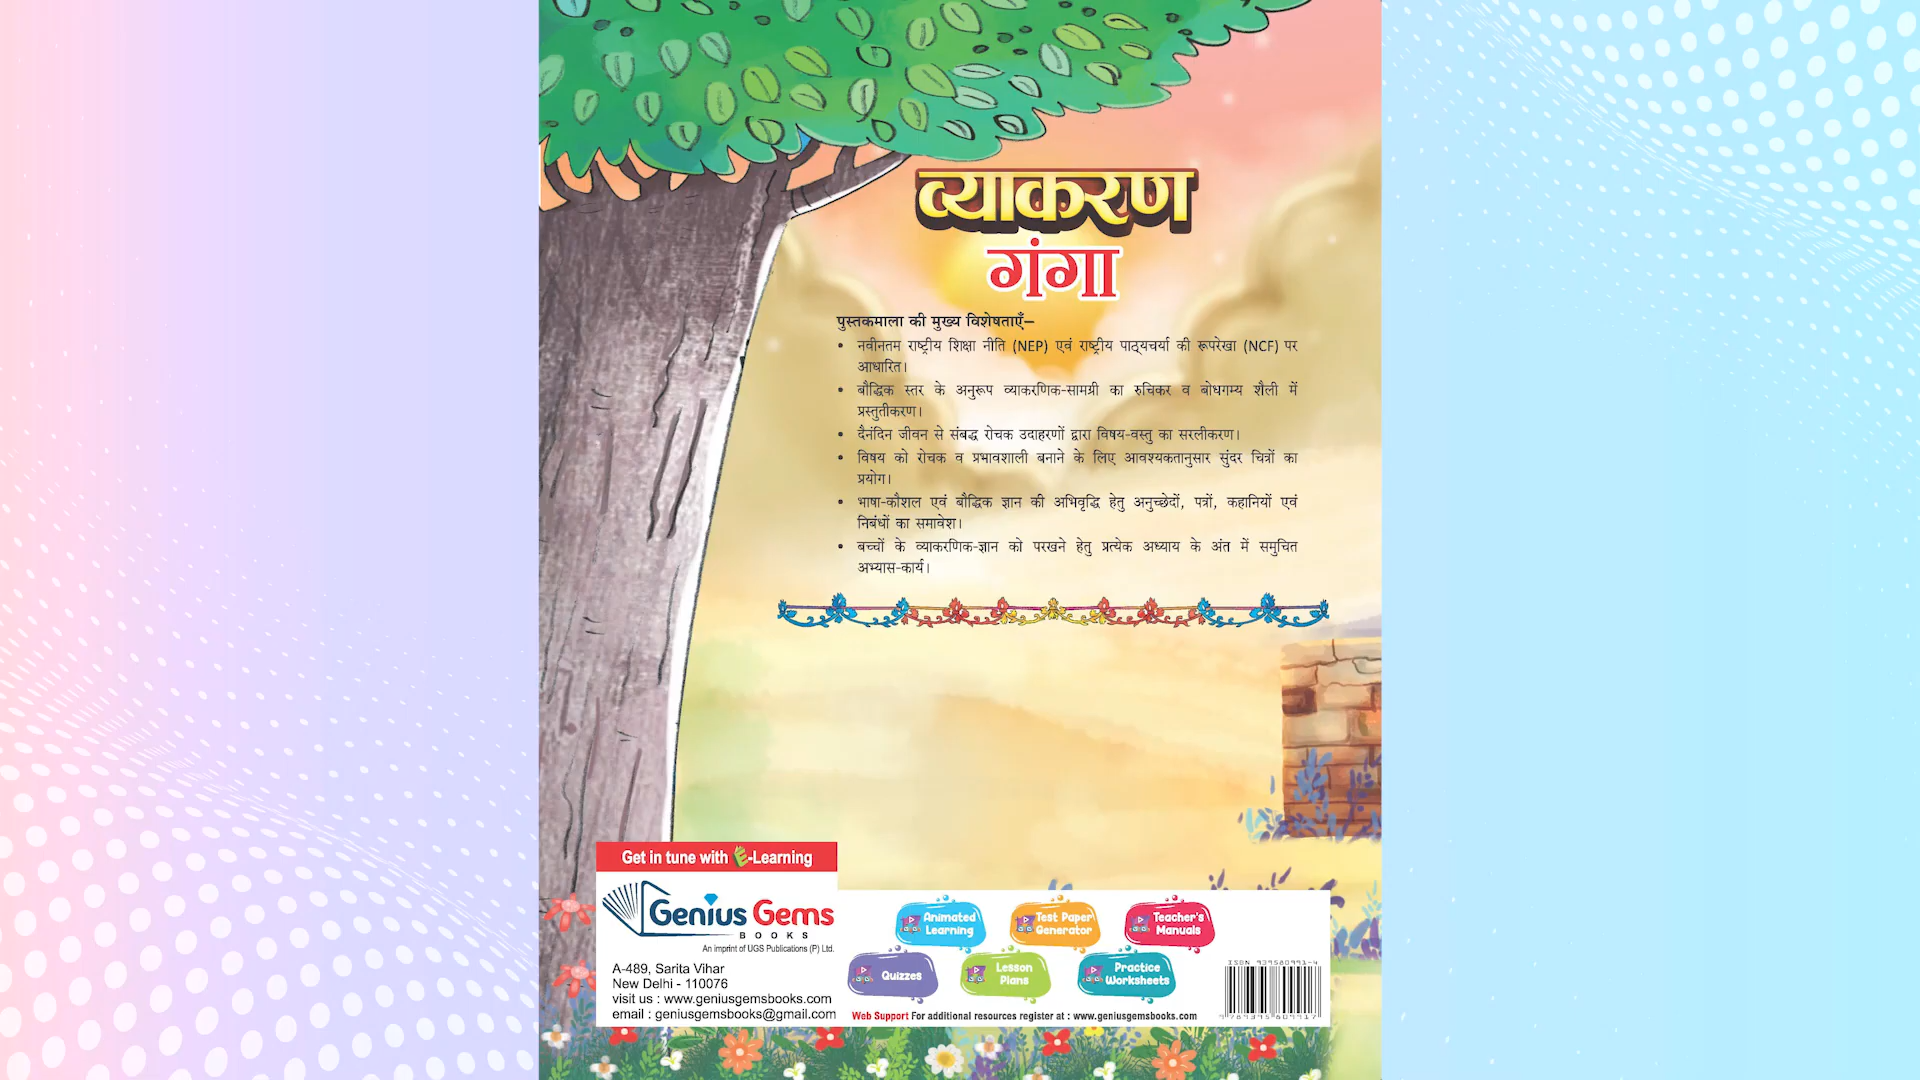 व्याकरण
गंगा
पुस्तकमाला की मुख्य विशेषताएँ–
• नवीनतम राष्ट्रीय शिक्षा नीति (NEP) एवं राष्ट्रीय पाठ्यचर्या की रूपरेखा (NCF) पर
आधारित।
• बौद्धिक स्तर के अनुरूप व्याकरणिक-सामग्री का रुचिकर व बोधगम्य शैली में
प्रस्तुतीकरण।
• दैनंदिन जीवन से संबद्ध रोचक उदाहरणों द्वारा विषय-वस्तु का सरलीकरण।
• विषय को रोचक व प्रभावशाली बनाने के लिए आवश्यकतानुसार सुंदर चित्रों का
प्रयोग।
• भाषा-कौशल एवं बौद्धिक ज्ञान की अभिवृद्धि हेतु अनुच्छेदों, पत्रों, कहानियों एवं
निबंधों का समावेश।
• बच्चों के व्याकरणिक-ज्ञान को परखने हेतु प्रत्येक अध्याय के अंत में समुचित
अभ्यास-कार्य।
Get in tune with E-Learning
Genius Gems
BOOKS
An imprint of UGS Publications (P) Ltd.
A-489, Sarita Vihar
New Delhi - 110076
visit us : www.geniusgemsbooks.com
email : geniusgemsbooks@gmail.com
Animated
Learning
Test Paper
Generator
Teacher's
Manuals
Quizzes
Lesson
Plans
Practice
Worksheets
Web Support For additional resources register at : www.geniusgemsbooks.com
ISBN 939580991-4
9789395809917